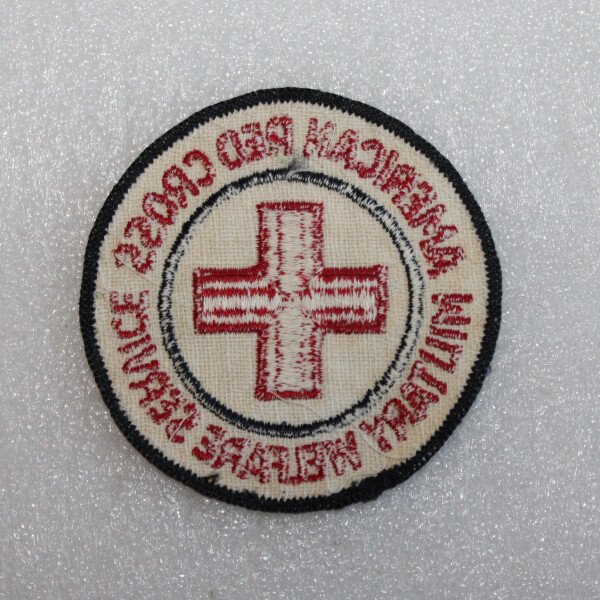 AMERICAN RED CROSS
MILITARY WELFARE SERVICE